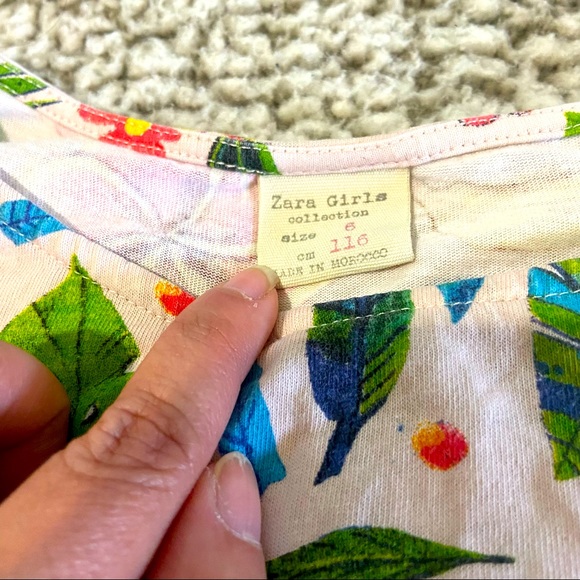 Zara Girls
collection
size 6
cm 116
MADE IN MOROCCO